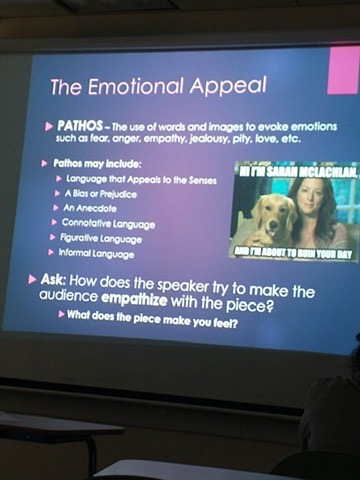 The Emotional Appeal
PATHOS – The use of words and images to evoke emotions
such as fear, anger, empathy, jealousy, pity, love, etc.
Pathos may include:
Language that Appeals to the Senses
A Bias or Prejudice
An Anecdote
Connotative Language
Figurative Language
Informal Language
HI I'M SARAH MCLACHLAN,
AND I'M ABOUT TO RUIN YOUR DAY
Ask: How does the speaker try to make the
audience empathize with the piece?
What does the piece make you feel?